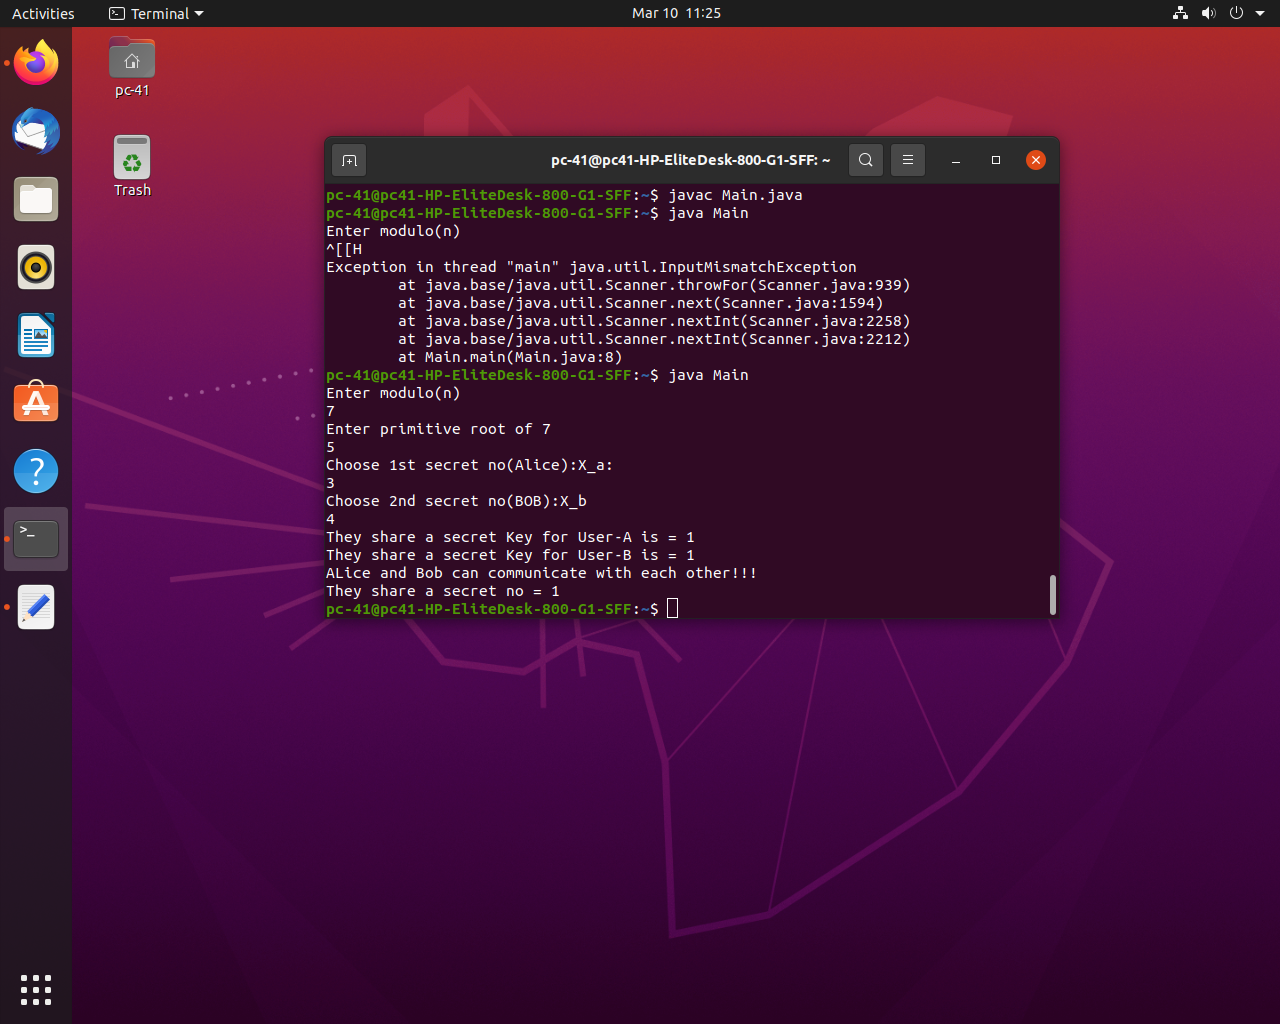 Activities
Terminal
Mar 10 11:25
pc-41
Trash
pc-41@pc41-HP-EliteDesk-800-G1-SFF: ~
pc-41@pc41-HP-EliteDesk-800-G1-SFF:~$ javac Main.java
pc-41@pc41-HP-EliteDesk-800-G1-SFF:~$ java Main
Enter modulo(n)
^[[H
Exception in thread "main" java.util.InputMismatchException
at java.base/java.util.Scanner.throwFor(Scanner.java:939)
at java.base/java.util.Scanner.next(Scanner.java:1594)
at java.base/java.util.Scanner.nextInt(Scanner.java:2258)
at java.base/java.util.Scanner.nextInt(Scanner.java:2212)
at Main.main(Main.java:8)
pc-41@pc41-HP-EliteDesk-800-G1-SFF:~$ java Main
Enter modulo(n)
7
Enter primitive root of 7
5
Choose 1st secret no(Alice):X_a:
3
Choose 2nd secret no(BOB):X_b
4
They share a secret Key for User-A is = 1
They share a secret Key for User-B is = 1
ALice and Bob can communicate with each other!!!
They share a secret no = 1
pc-41@pc41-HP-EliteDesk-800-G1-SFF:~$